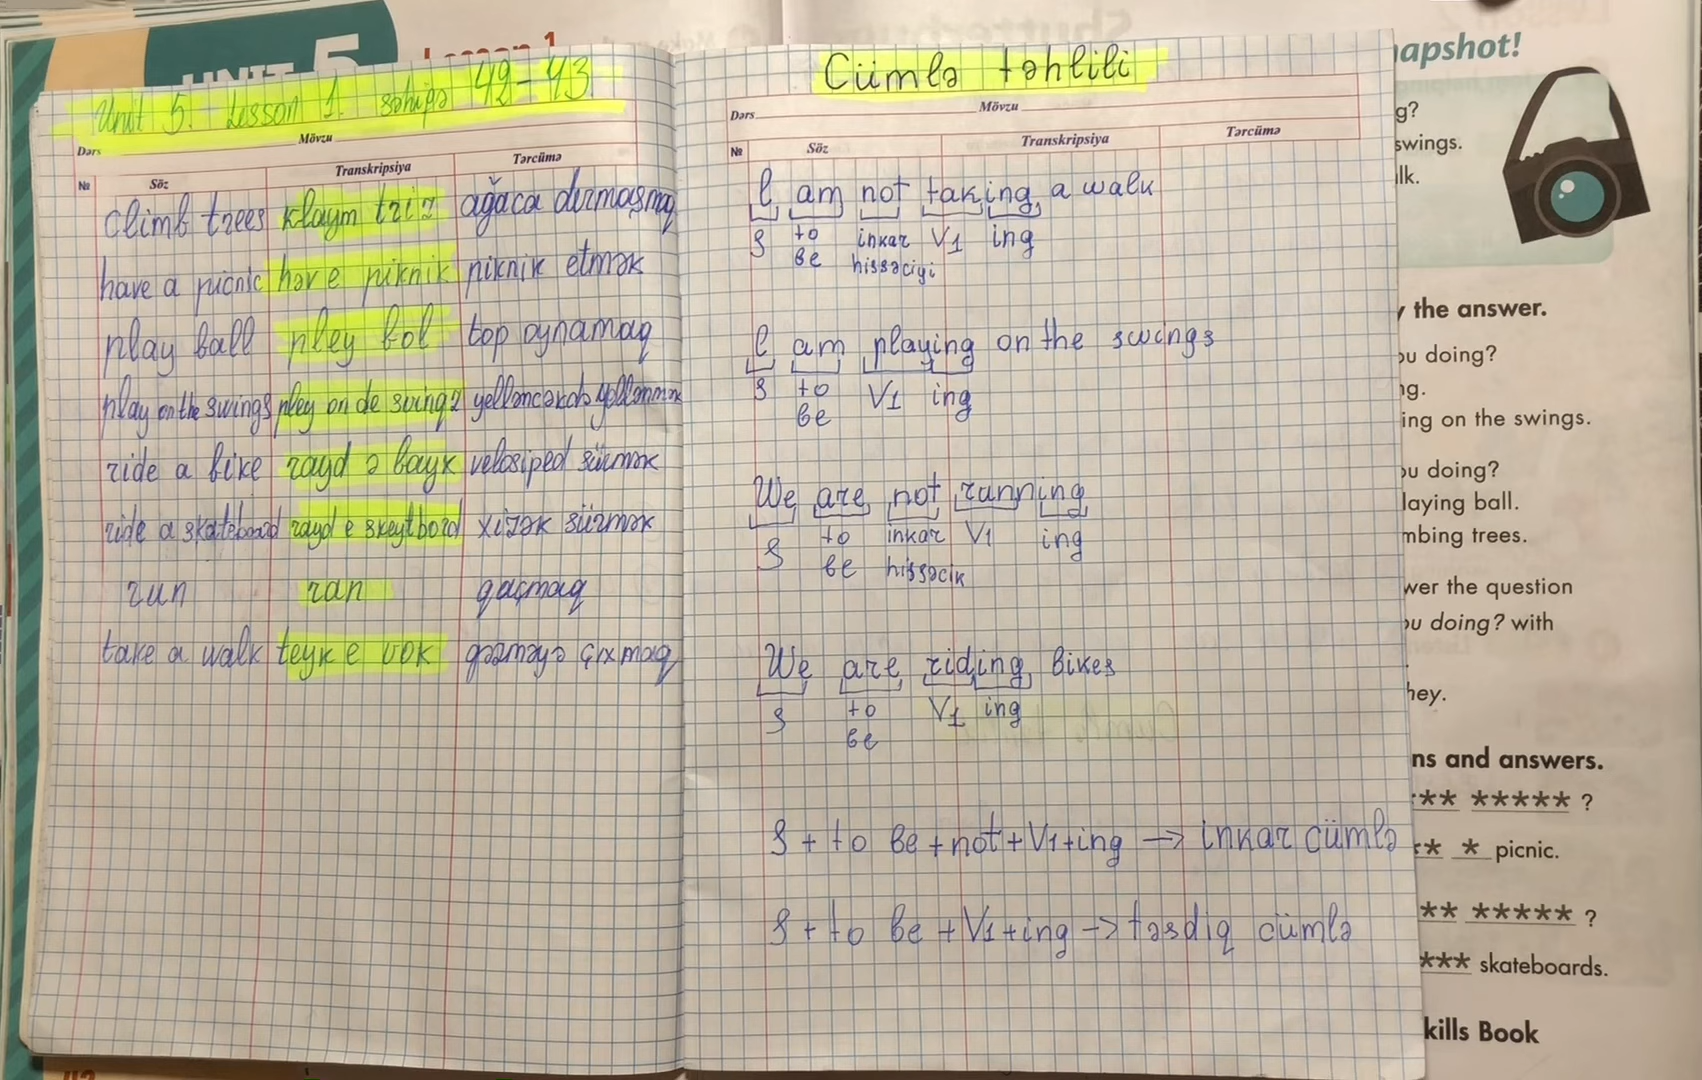 UNIT 5
Lesson 1
Unit 5. Lesson 1. səhifə 42-43
Dərs
Mövzu
№ Söz Transkripsiya Tərcümə
climb trees klaym triz ağaca dırmaşmaq
have a picnic həv e piknik piknik etmək
play ball pley bol top oynamaq
play on the swings pley on de svingz
ride a bike rayd ə bayk velosiped sürmək
ride a skateboard rayd e skeytbord xizək sürmək
run ran qaçmaq
take a walk teyk e vok gəzməyə çıxmaq
Cümlə təhlili
Dərs
Mövzu
№ Söz Transkripsiya Tərcümə
I am not taking a walk
S to be inkar hissəciyi V1 ing
I am playing on the swings
S to be V1 ing
We are not running
S to be inkar hissəcik V1 ing
We are riding bikes
S to be V1 ing
S + to be + not + V1 + ing → inkar cümlə
S + to be + V1 + ing → təsdiq cümlə
apshot!
g?
swings.
lk.
the answer.
ou doing?
ng.
ing on the swings.
ou doing?
laying ball.
mbing trees.
wer the question
ou doing? with
hey.
ns and answers.
** ***** ?
** * picnic.
** ***** ?
*** skateboards.
kills Book